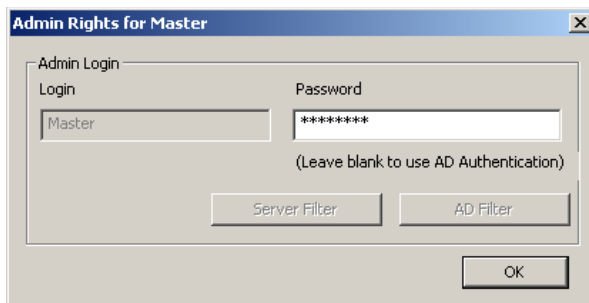 Admin Rights for Master
Admin Login
Login Password
Master ********
(Leave blank to use AD Authentication)
Server Filter AD Filter
OK